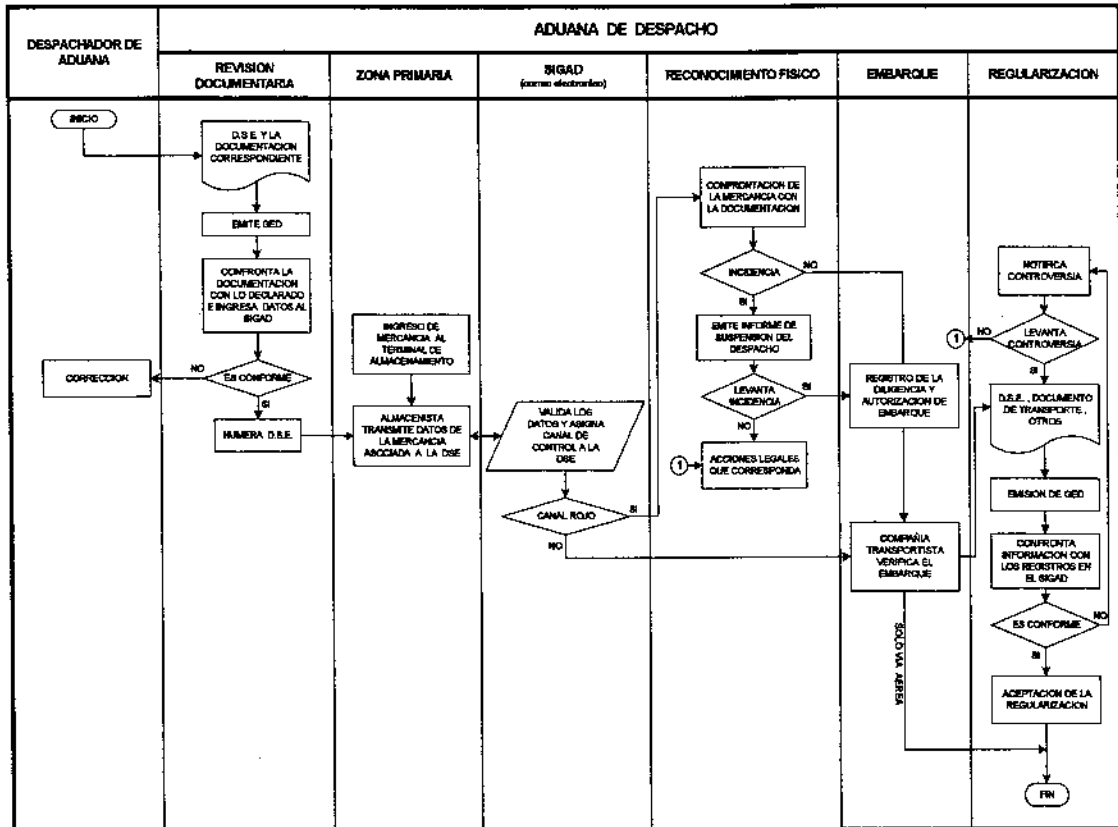 ADUANA DE DESPACHO
DESPACHADOR DE
ADUANA
REVISION
DOCUMENTARIA
ZONA PRIMARIA
SIGAD
(correo electronico)
RECONOCIMIENTO FISICO
EMBARQUE
REGULARIZACION
INICIO
CORRECCION
D.S.E. Y LA
DOCUMENTACION
CORRESPONDIENTE
EMITE GED
CONFRONTA LA
DOCUMENTACION
CON LO DECLARADO
E INGRESA DATOS AL
SIGAD
NO
ES CONFORME
SI
NUMERA D.S.E.
INGRESO DE
MERCANCIA AL
TERMINAL DE
ALMACENAMIENTO
ALMACENISTA
TRANSMITE DATOS DE
LA MERCANCIA
ASOCIADA A LA DSE
VALIDA LOS
DATOS Y ASIGNA
CANAL DE
CONTROL A LA
DSE
CANAL ROJO
SI
NO
CONFRONTACION DE
LA MERCANCIA CON
LA DOCUMENTACION
INCIDENCIA
NO
SI
EMITE INFORME DE
SUSPENSION DEL
DESPACHO
LEVANTA
INCIDENCIA
SI
NO
1
ACCIONES LEGALES
QUE CORRESPONDA
REGISTRO DE LA
DILIGENCIA Y
AUTORIZACION DE
EMBARQUE
COMPAÑIA
TRANSPORTISTA
VERIFICA EL
EMBARQUE
SOLO VIA AEREA
NOTIFICA
CONTROVERSIA
1
NO
LEVANTA
CONTROVERSIA
SI
D.S.E., DOCUMENTO
DE TRANSPORTE,
OTROS
EMISION DE GED
CONFRONTA
INFORMACION CON
LOS REGISTROS EN
EL SIGAD
ES CONFORME
NO
SI
ACEPTACION DE LA
REGULARIZACION
FIN